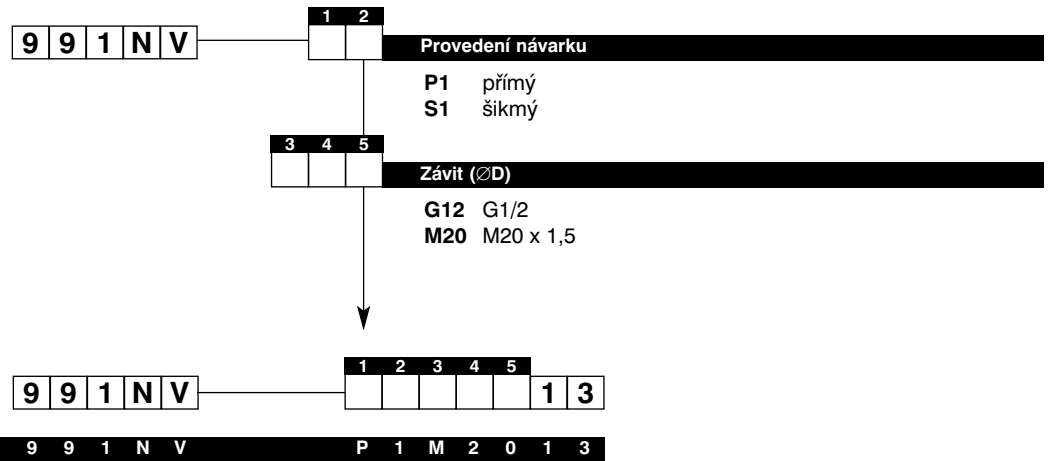 1 2
9 9 1 N V
Provedení návarku
P1 přímý
S1 šikmý
3 4 5
Závit (∅D)
G12 G1/2
M20 M20 x 1,5
1 2 3 4 5
9 9 1 N V 1 3
9 9 1 N V P 1 M 2 0 1 3